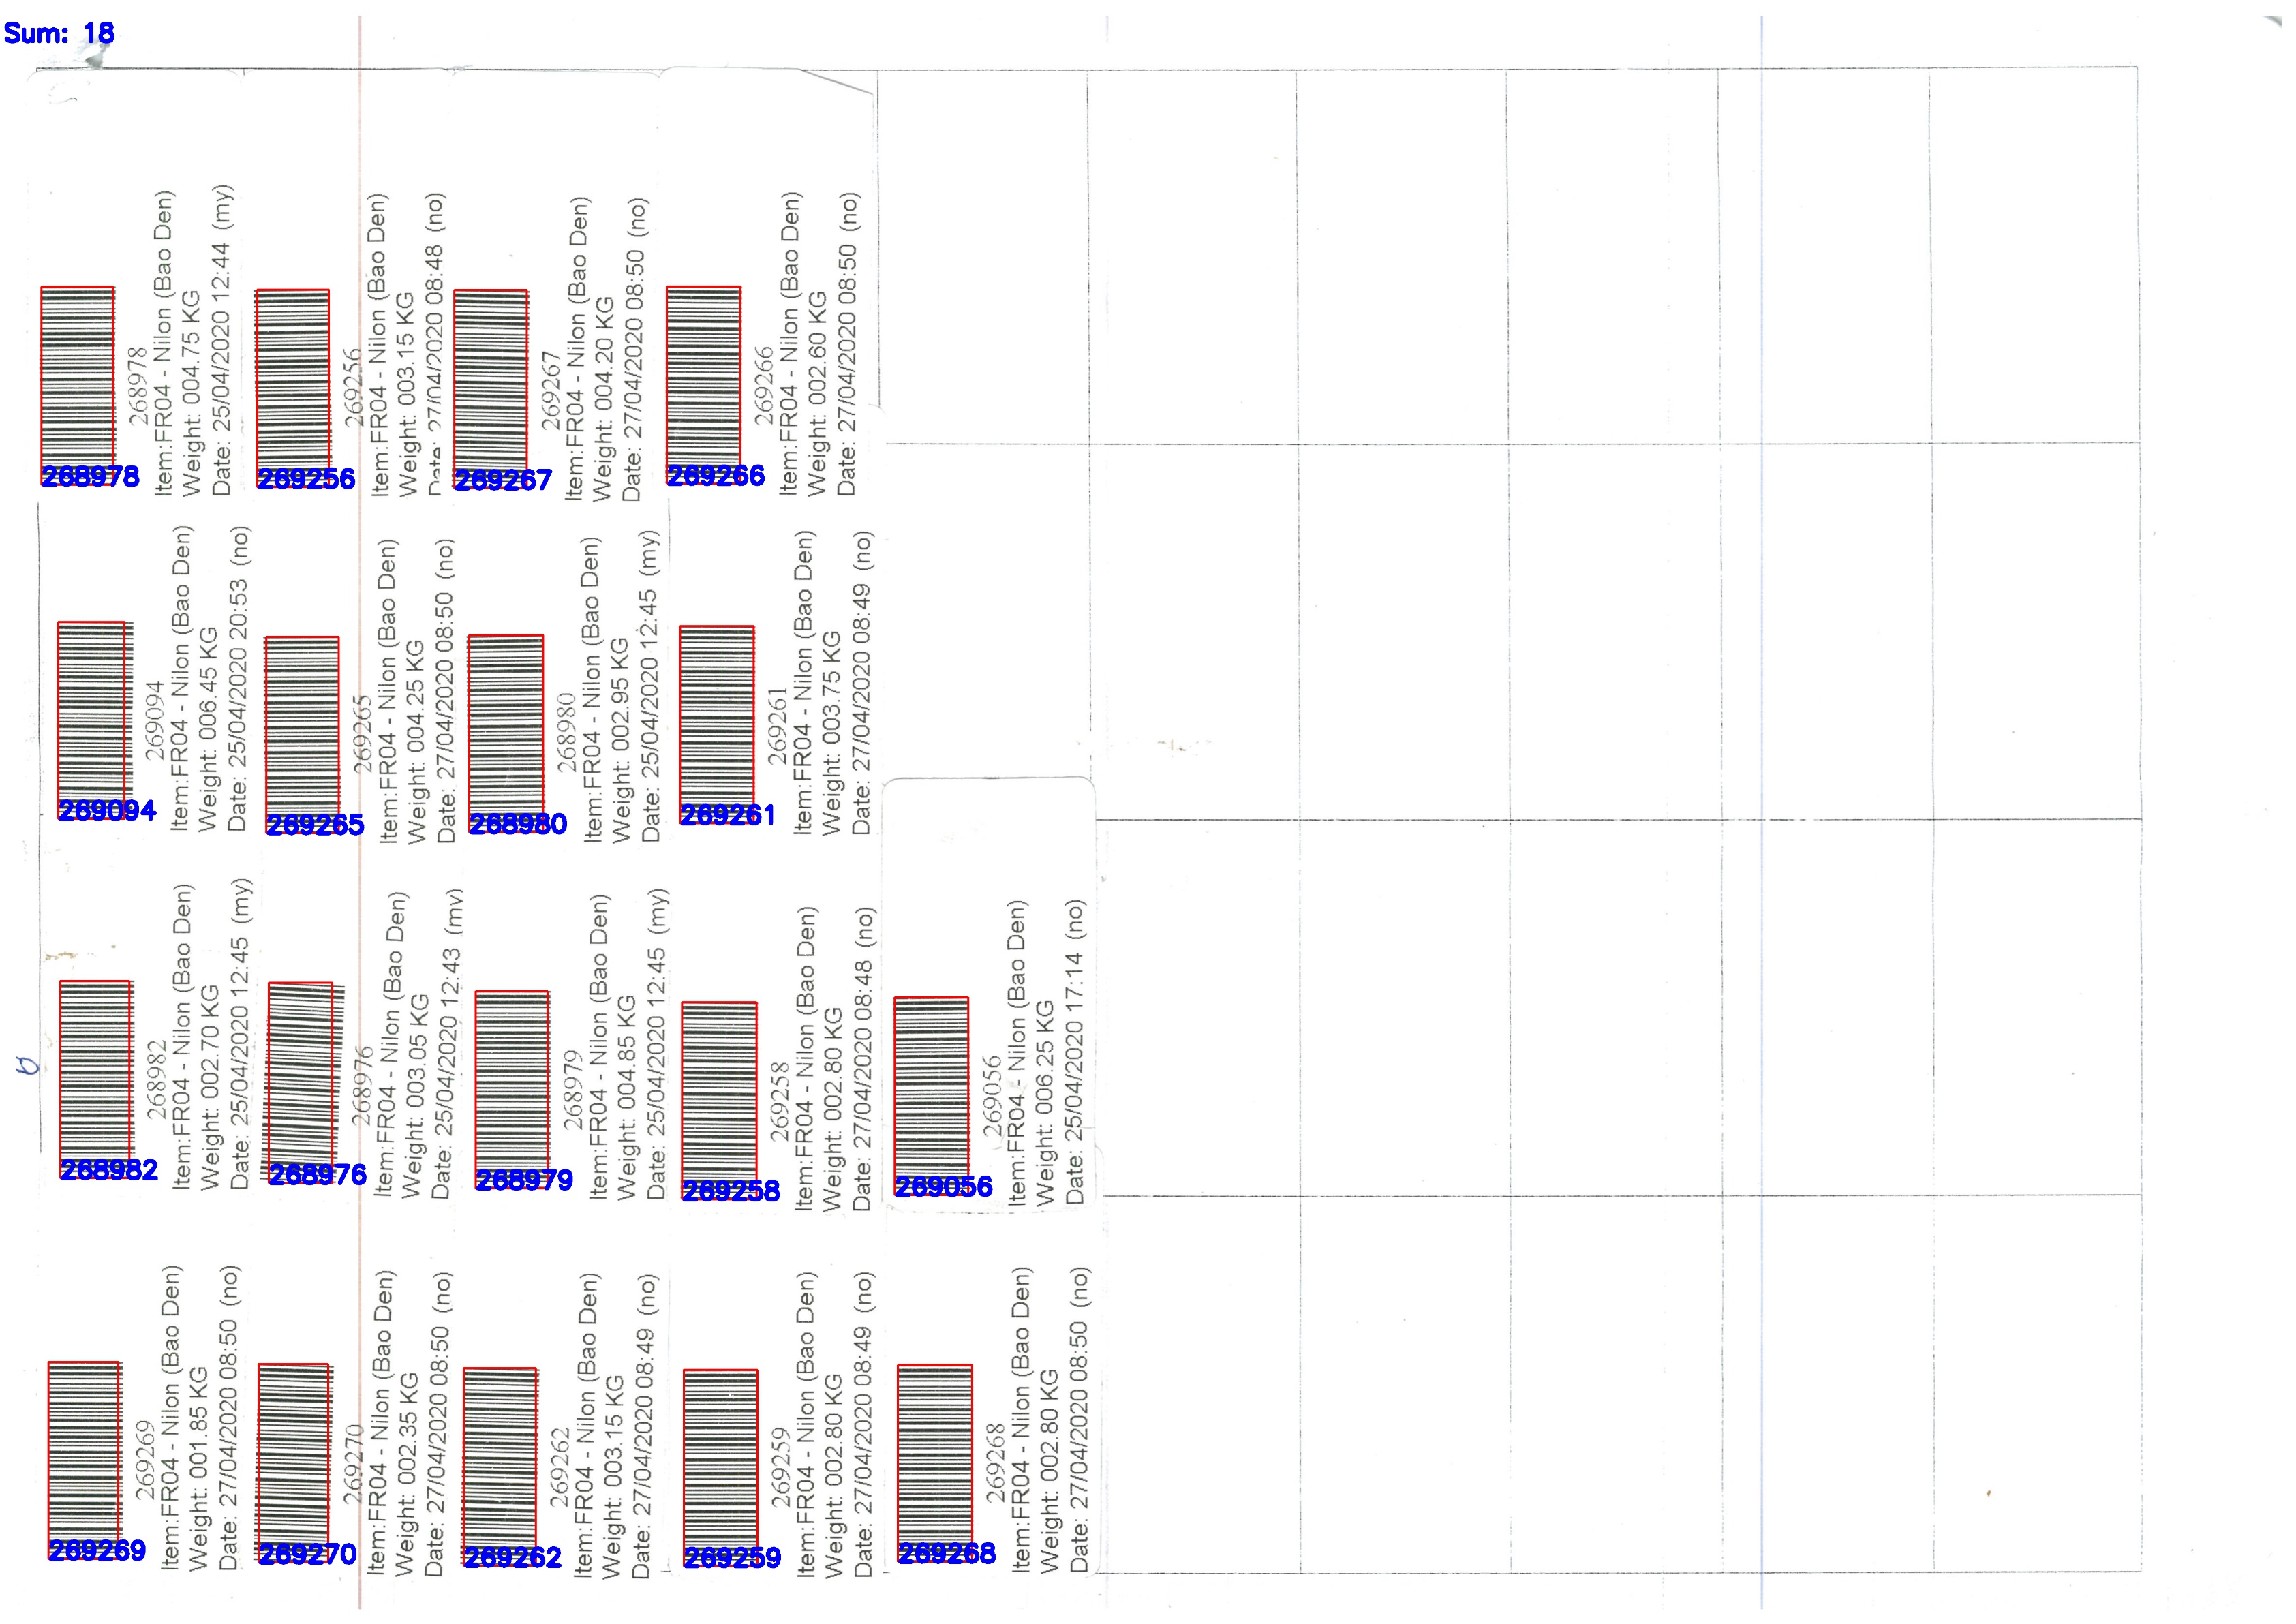 Sum: 18
268978
268978
Item:FR04 - Nilon (Bao Den)
Weight: 004.75 KG
Date: 25/04/2020 12:44 (my)
269256
269256
Item:FR04 - Nilon (Bao Den)
Weight: 003.15 KG
Date: 27/04/2020 08:48 (no)
269267
269267
Item:FR04 - Nilon (Bao Den)
Weight: 004.20 KG
Date: 27/04/2020 08:50 (no)
269266
269266
Item:FR04 - Nilon (Bao Den)
Weight: 002.60 KG
Date: 27/04/2020 08:50 (no)
269094
269094
Item:FR04 - Nilon (Bao Den)
Weight: 006.45 KG
Date: 25/04/2020 20:53 (no)
269265
269265
Item:FR04 - Nilon (Bao Den)
Weight: 004.25 KG
Date: 27/04/2020 08:50 (no)
268980
268980
Item:FR04 - Nilon (Bao Den)
Weight: 002.95 KG
Date: 25/04/2020 12:45 (my)
269261
269261
Item:FR04 - Nilon (Bao Den)
Weight: 003.75 KG
Date: 27/04/2020 08:49 (no)
268982
268982
Item:FR04 - Nilon (Bao Den)
Weight: 002.70 KG
Date: 25/04/2020 12:45 (my)
268976
268976
Item:FR04 - Nilon (Bao Den)
Weight: 003.05 KG
Date: 25/04/2020 12:43 (my)
268979
268979
Item:FR04 - Nilon (Bao Den)
Weight: 004.85 KG
Date: 25/04/2020 12:45 (my)
269258
269258
Item:FR04 - Nilon (Bao Den)
Weight: 002.80 KG
Date: 27/04/2020 08:48 (no)
269056
269056
Item:FR04 - Nilon (Bao Den)
Weight: 006.25 KG
Date: 25/04/2020 17:14 (no)
269269
269269
Item:FR04 - Nilon (Bao Den)
Weight: 001.85 KG
Date: 27/04/2020 08:50 (no)
269270
269270
Item:FR04 - Nilon (Bao Den)
Weight: 002.35 KG
Date: 27/04/2020 08:50 (no)
269262
269262
Item:FR04 - Nilon (Bao Den)
Weight: 003.15 KG
Date: 27/04/2020 08:49 (no)
269259
269259
Item:FR04 - Nilon (Bao Den)
Weight: 002.80 KG
Date: 27/04/2020 08:49 (no)
269268
269268
Item:FR04 - Nilon (Bao Den)
Weight: 002.80 KG
Date: 27/04/2020 08:50 (no)